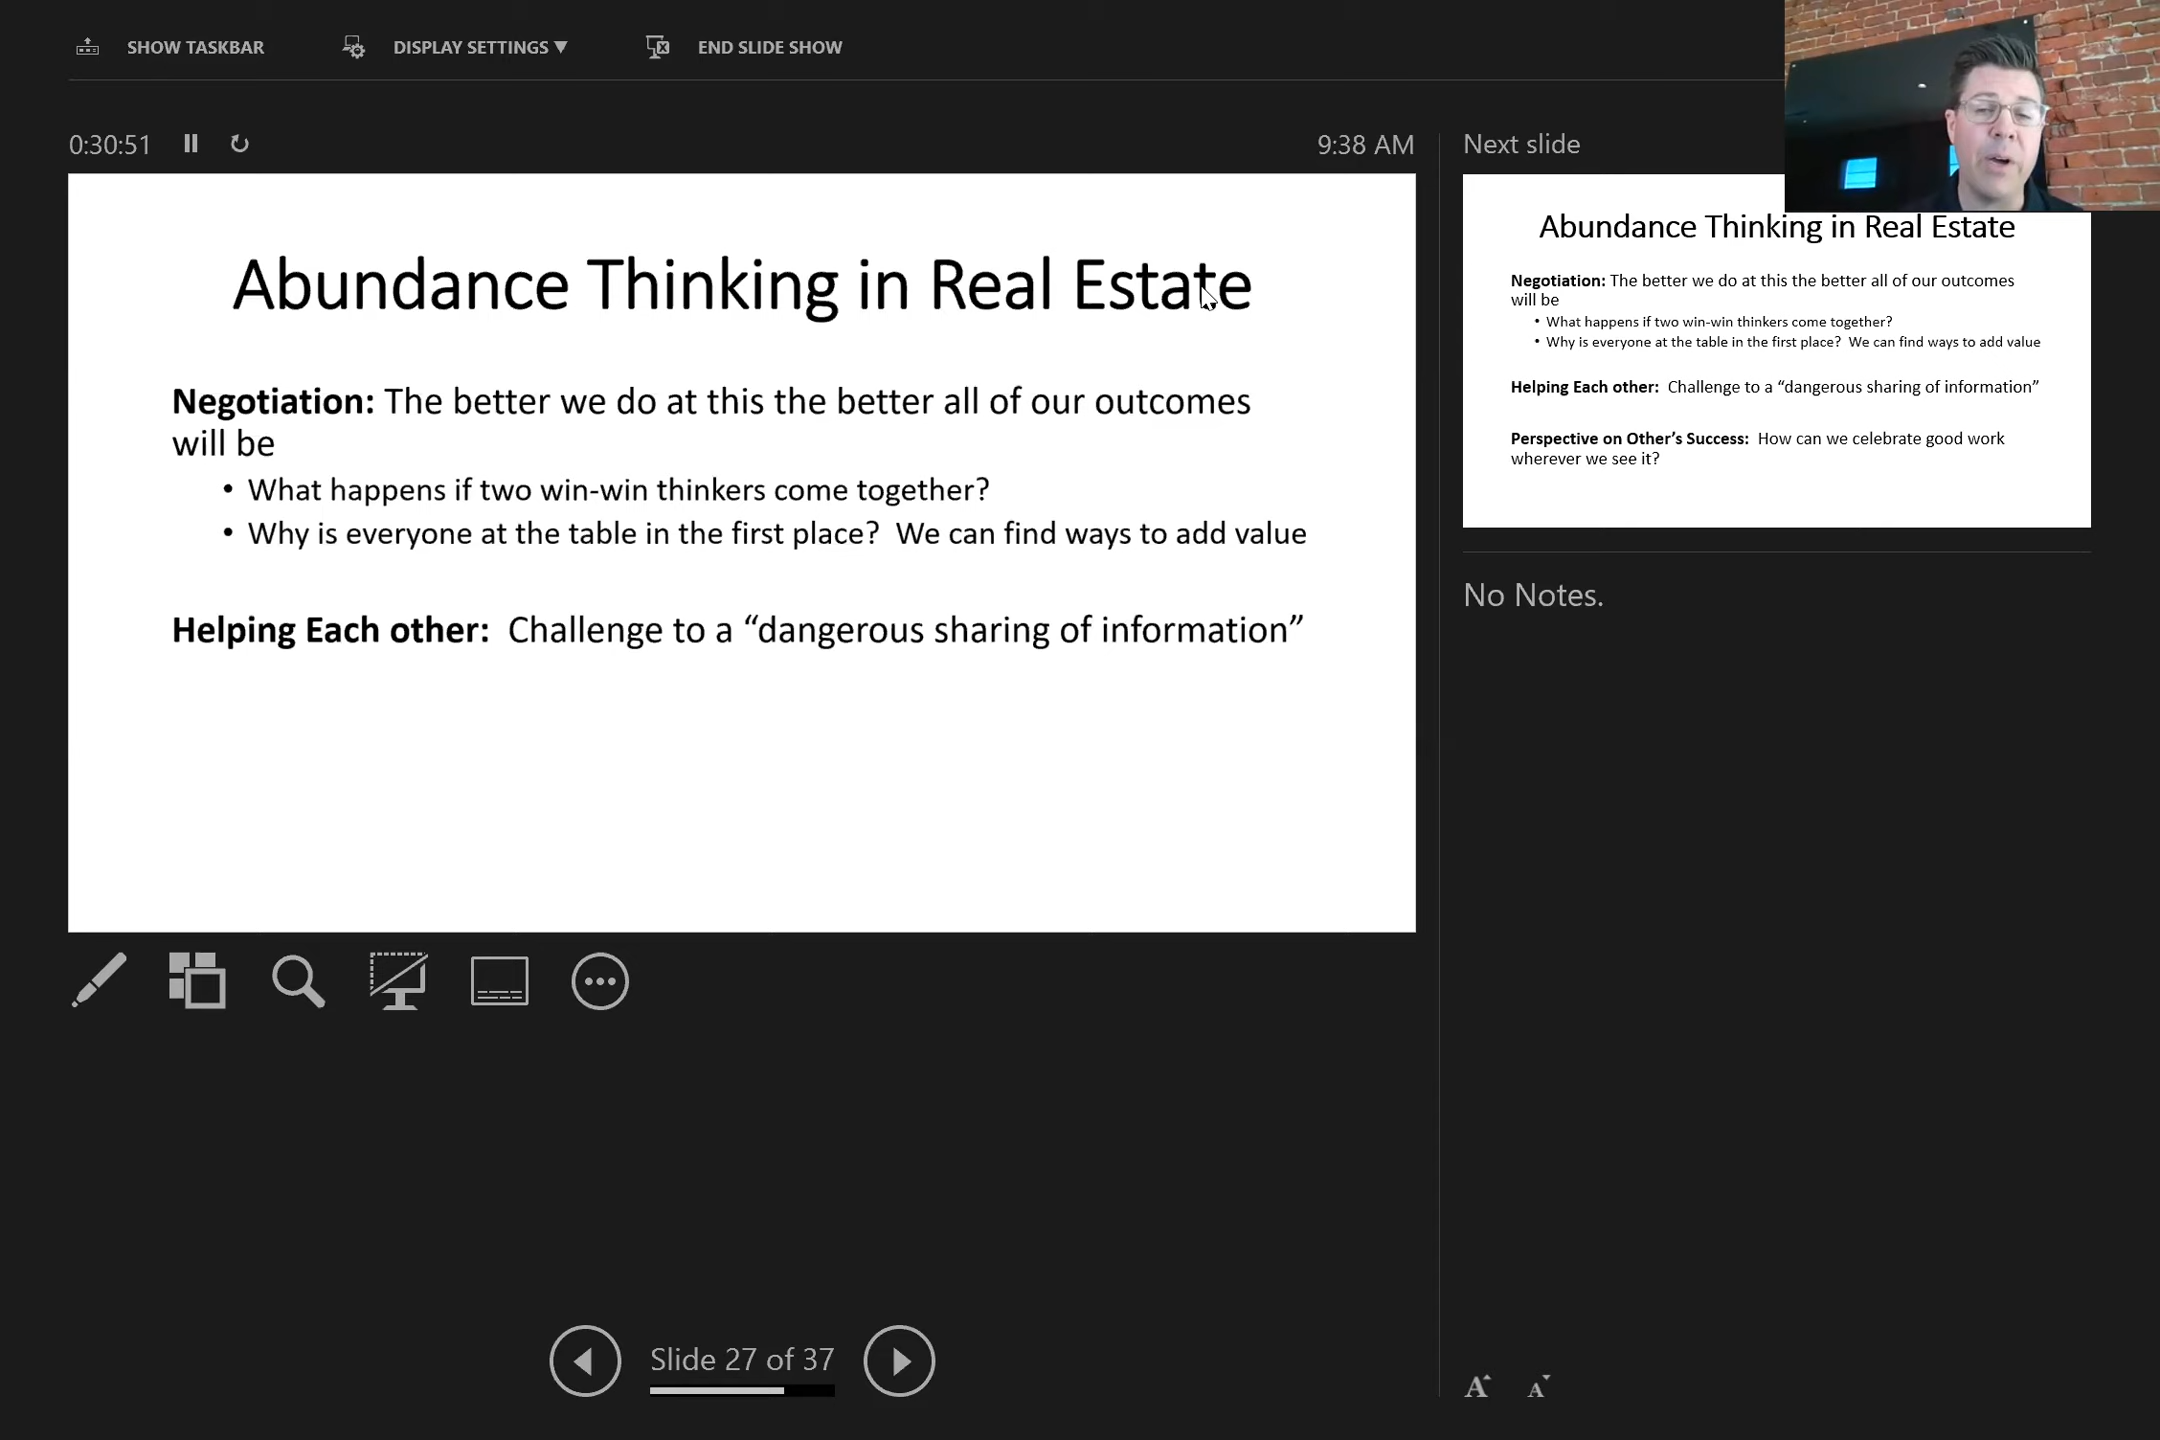 SHOW TASKBAR
DISPLAY SETTINGS ▼
END SLIDE SHOW
0:30:51
9:38 AM
Abundance Thinking in Real Estate
Negotiation: The better we do at this the better all of our outcomes
will be
• What happens if two win-win thinkers come together?
• Why is everyone at the table in the first place?  We can find ways to add value
Helping Each other:  Challenge to a “dangerous sharing of information”
Slide 27 of 37
Next slide
Abundance Thinking in Real Estate
Negotiation: The better we do at this the better all of our outcomes
will be
• What happens if two win-win thinkers come together?
• Why is everyone at the table in the first place?  We can find ways to add value
Helping Each other:  Challenge to a “dangerous sharing of information”
Perspective on Other’s Success:  How can we celebrate good work
wherever we see it?
No Notes.
A A